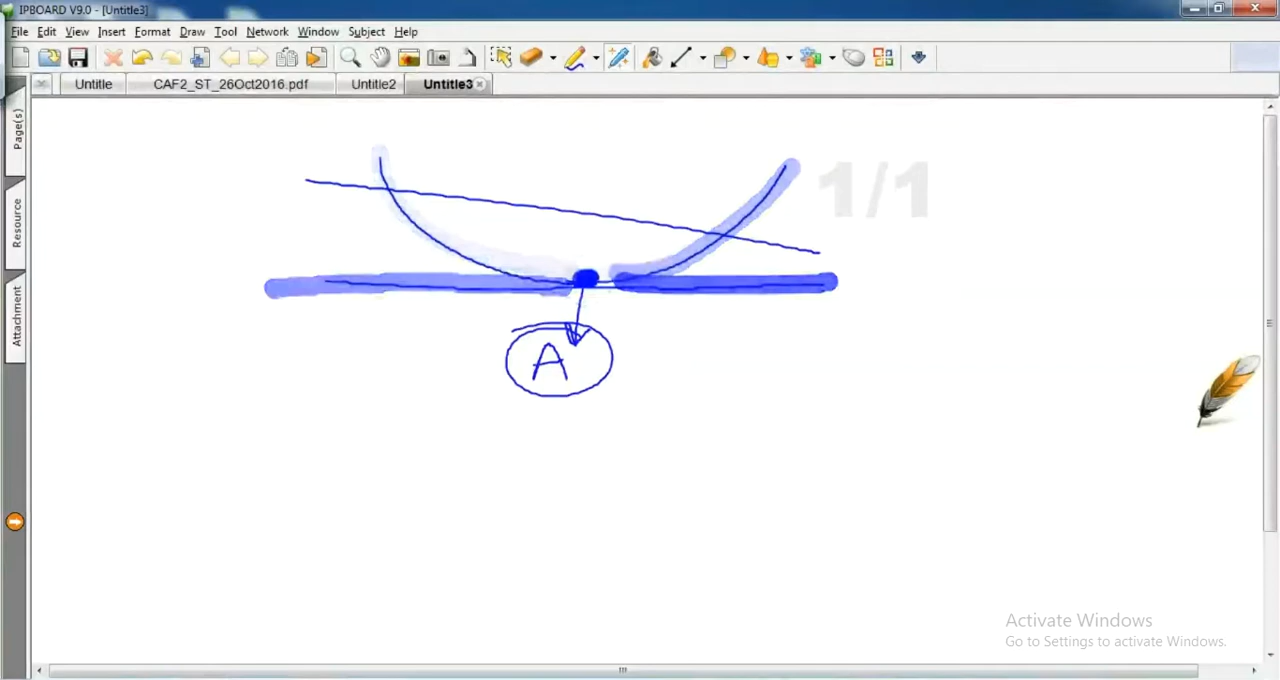 IPBOARD V9.0 - [Untitle3]
File Edit View Insert Format Draw Tool Network Window Subject Help
Untitle CAF2_ST_26Oct2016.pdf Untitle2 Untitle3
Page(s)
Resource
Attachment
1/1
A
Activate Windows
Go to Settings to activate Windows.